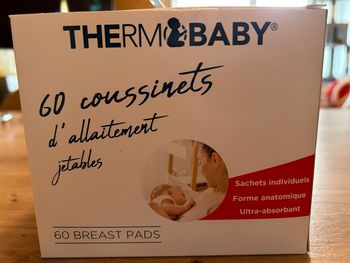 THERMOBABY®
60 coussinets
d'allaitement
jetables
Sachets individuels
Forme anatomique
Ultra-absorbant
60 BREAST PADS